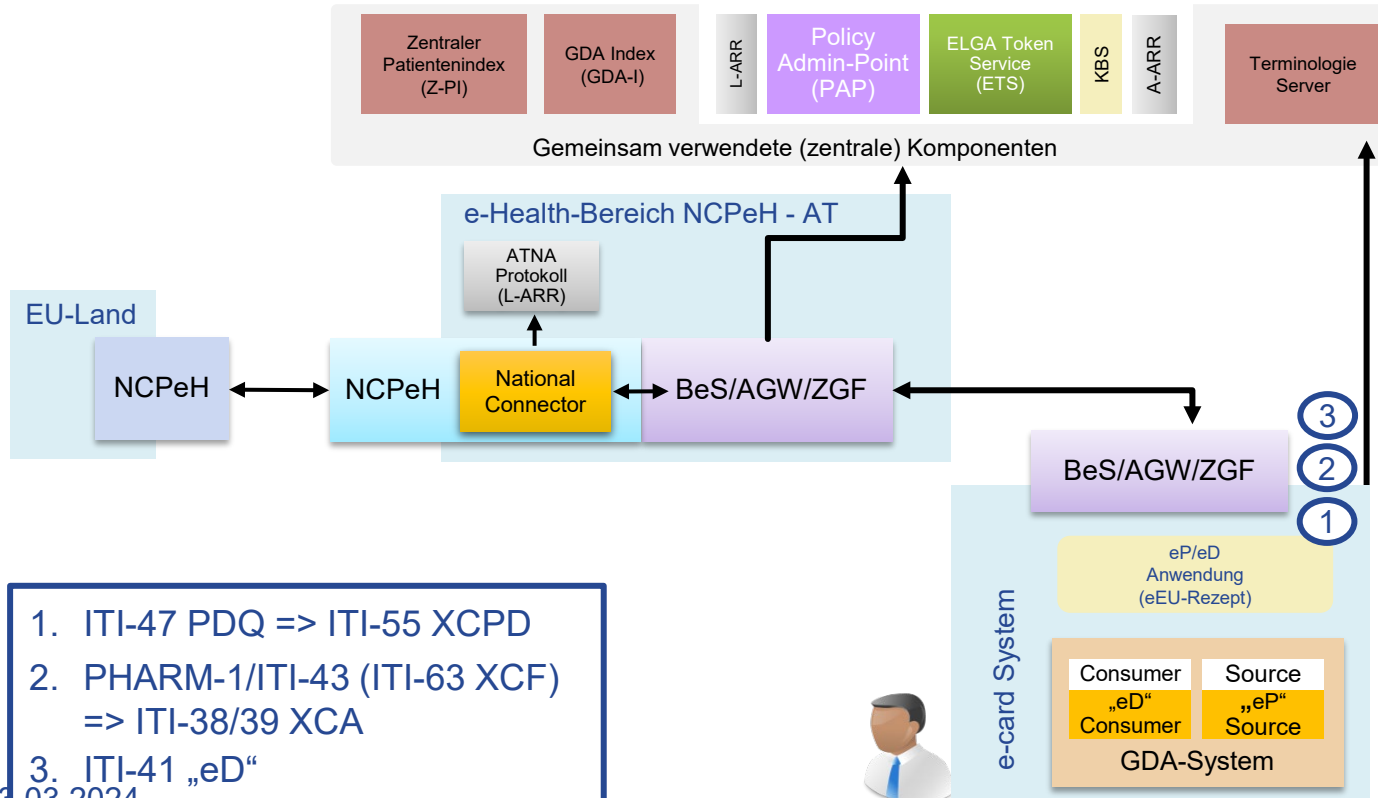 Zentraler
Patientenindex
(Z-PI)
GDA Index
(GDA-I)
L-ARR
Policy
Admin-Point
(PAP)
ELGA Token
Service
(ETS)
KBS
A-ARR
Terminologie
Server
Gemeinsam verwendete (zentrale) Komponenten
e-Health-Bereich NCPeH - AT
ATNA
Protokoll
(L-ARR)
EU-Land
NCPeH
NCPeH
National
Connector
BeS/AGW/ZGF
BeS/AGW/ZGF
3
2
1
eP/eD
Anwendung
(eEU-Rezept)
e-card System
Consumer
„eD“
Consumer
Source
„eP“
Source
GDA-System
1. ITI-47 PDQ => ITI-55 XCPD
2. PHARM-1/ITI-43 (ITI-63 XCF)
=> ITI-38/39 XCA
3. ITI-41 „eD“
.03.2024